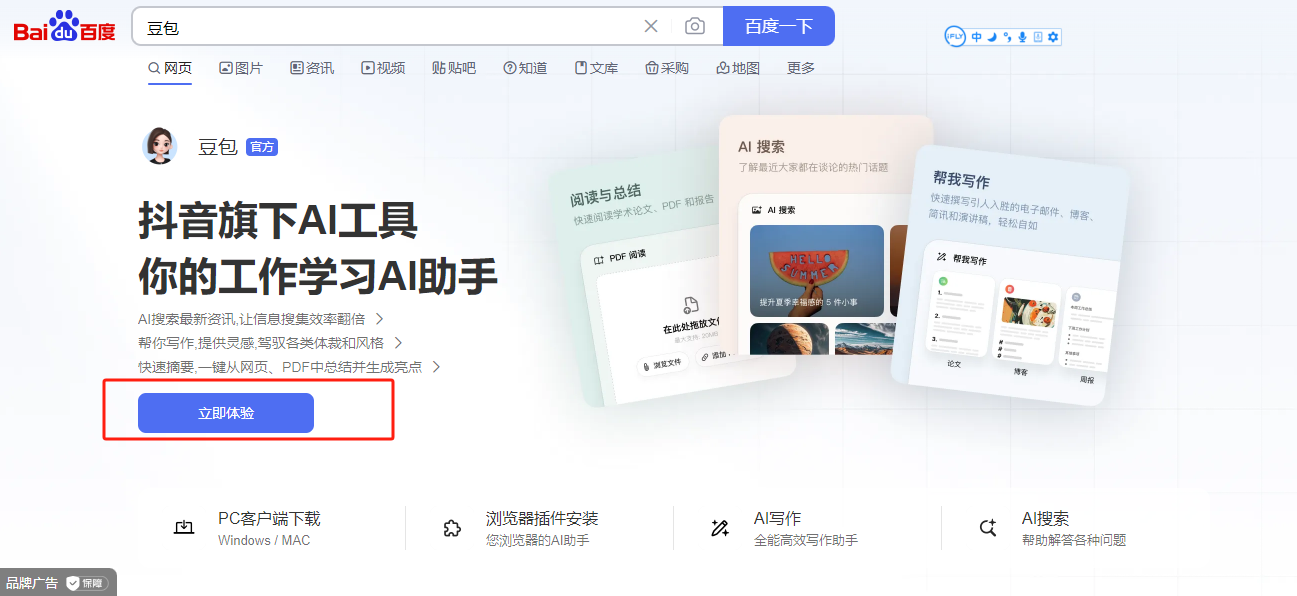 Bai du 百度
豆包
百度一下
iFLY 中
网页 图片 资讯 视频 贴吧 知道 文库 采购 地图 更多
豆包 官方
抖音旗下AI工具
你的工作学习AI助手
AI搜索最新资讯,让信息搜集效率翻倍
帮你写作,提供灵感,驾驭各类体裁和风格
快速摘要,一键从网页、PDF中总结并生成亮点
立即体验
阅读与总结
快速阅读学术论文、PDF 和报告
PDF 阅读
在此处拖放文件
浏览文件
添加
AI 搜索
了解最近大家都在谈论的热门话题
AI 搜索
HELLO
SUMMER
提升夏季幸福感的 5 件小事
帮我写作
快速撰写引人入胜的电子邮件、博客、
简讯和演讲稿，轻松自如
帮我写作
1.
2.
3.
论文
#
#
#
博客
周报
PC客户端下载
Windows / MAC
浏览器插件安装
您浏览器的AI助手
AI写作
全能高效写作助手
AI搜索
帮助解答各种问题
品牌广告 保障